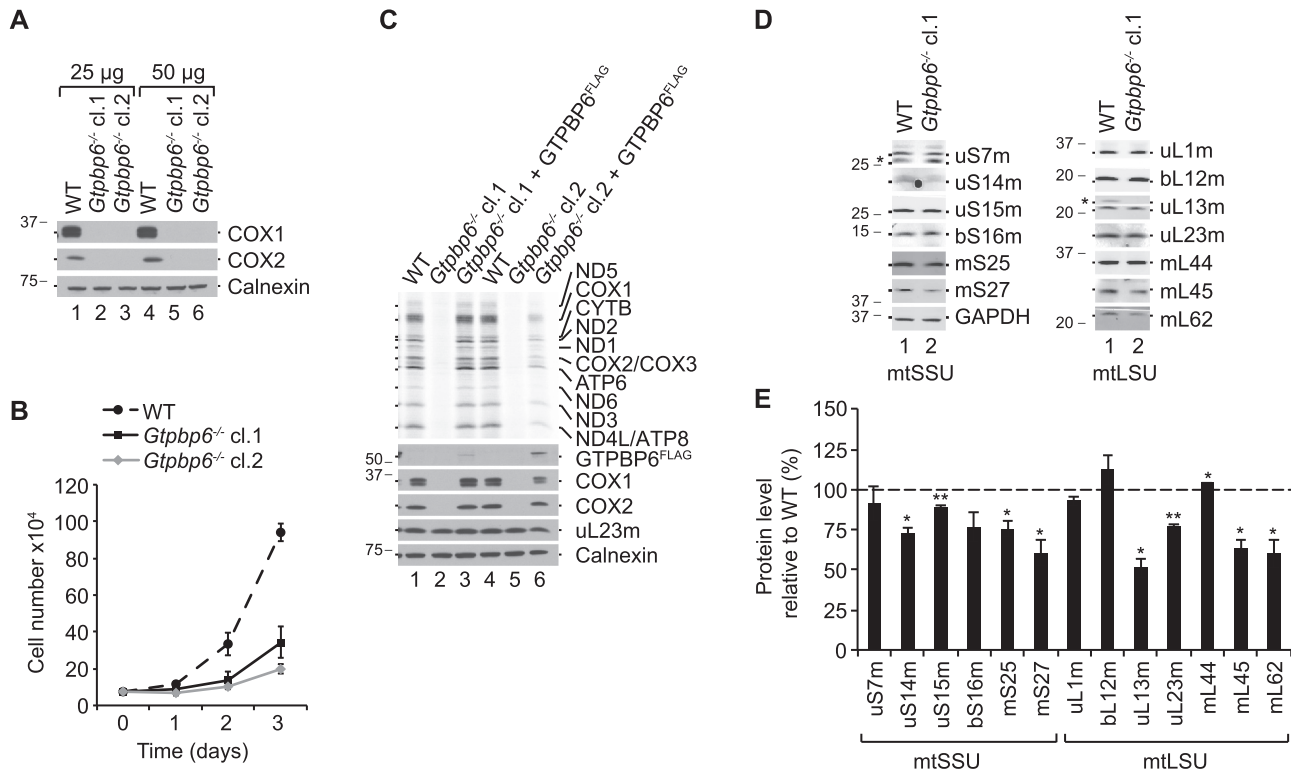 A
25 µg 50 µg
WT
Gtpbp6-/- cl.1
Gtpbp6-/- cl.2
WT
Gtpbp6-/- cl.1
Gtpbp6-/- cl.2
37
COX1
COX2
75
Calnexin
1 2 3 4 5 6
B
WT
Gtpbp6-/- cl.1
Gtpbp6-/- cl.2
Cell number x10⁴
120
100
80
60
40
20
0
0 1 2 3
Time (days)
C
WT
Gtpbp6-/- cl.1
Gtpbp6-/- cl.1 + GTPBP6FLAG
WT
Gtpbp6-/- cl.2
Gtpbp6-/- cl.2 + GTPBP6FLAG
ND5
COX1
CYTB
ND2
ND1
COX2/COX3
ATP6
ND6
ND3
ND4L/ATP8
50
GTPBP6FLAG
37
COX1
COX2
uL23m
75
Calnexin
1 2 3 4 5 6
D
WT
Gtpbp6-/- cl.1
* 25
uS7m
uS14m
25
uS15m
15
bS16m
mS25
37
mS27
37
GAPDH
1 2
mtSSU
WT
Gtpbp6-/- cl.1
37
uL1m
20
bL12m
* 20
uL13m
uL23m
37
mL44
mL45
20
mL62
1 2
mtLSU
E
Protein level
relative to WT (%)
150
125
100
75
50
25
0
* ** * * * ** * * *
uS7m
uS14m
uS15m
bS16m
mS25
mS27
uL1m
bL12m
uL13m
uL23m
mL44
mL45
mL62
mtSSU mtLSU